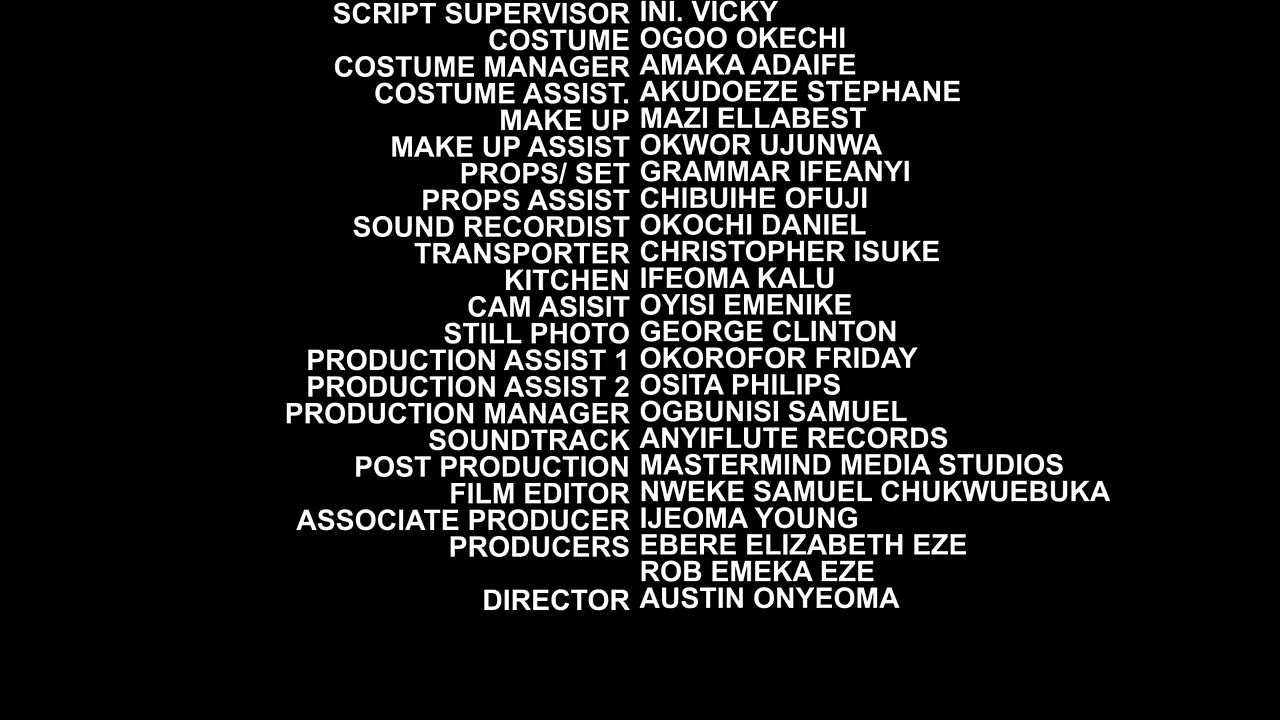 SCRIPT SUPERVISOR INI. VICKY
COSTUME OGOO OKECHI
COSTUME MANAGER AMAKA ADAIFE
COSTUME ASSIST. AKUDOEZE STEPHANE
MAKE UP MAZI ELLABEST
MAKE UP ASSIST OKWOR UJUNWA
PROPS/ SET GRAMMAR IFEANYI
PROPS ASSIST CHIBUIHE OFUJI
SOUND RECORDIST OKOCHI DANIEL
TRANSPORTER CHRISTOPHER ISUKE
KITCHEN IFEOMA KALU
CAM ASISIT OYISI EMENIKE
STILL PHOTO GEORGE CLINTON
PRODUCTION ASSIST 1 OKOROFOR FRIDAY
PRODUCTION ASSIST 2 OSITA PHILIPS
PRODUCTION MANAGER OGBUNISI SAMUEL
SOUNDTRACK ANYIFLUTE RECORDS
POST PRODUCTION MASTERMIND MEDIA STUDIOS
FILM EDITOR NWEKE SAMUEL CHUKWUEBUKA
ASSOCIATE PRODUCER IJEOMA YOUNG
PRODUCERS EBERE ELIZABETH EZE
ROB EMEKA EZE
DIRECTOR AUSTIN ONYEOMA